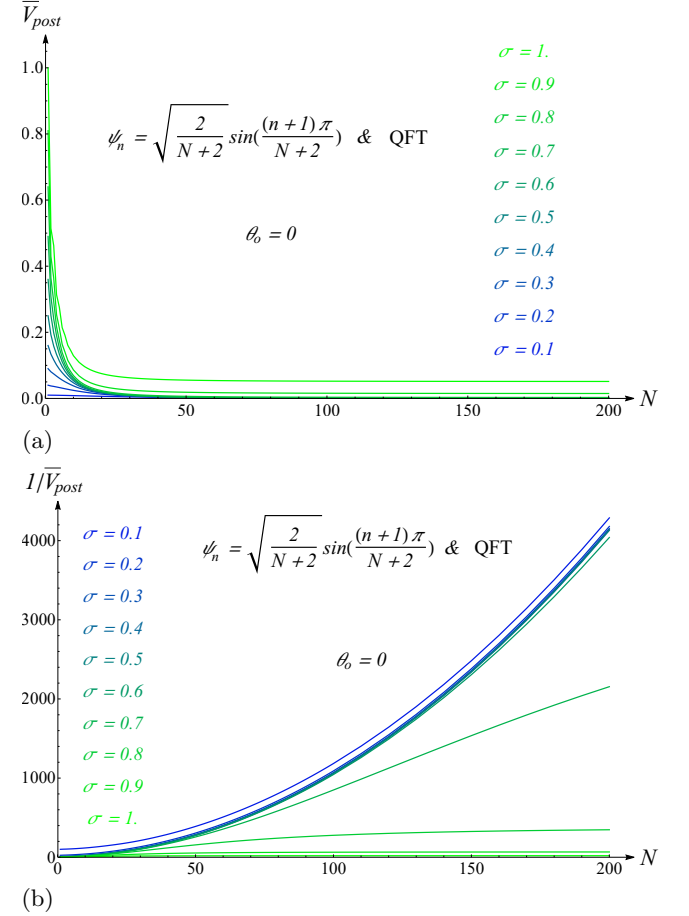 V̅post
1.0
0.8
0.6
0.4
0.2
0.0
0 50 100 150 200 N
ψn = √(2/(N + 2)) sin((n + 1) π/(N + 2)) & QFT
θo = 0
σ = 1.
σ = 0.9
σ = 0.8
σ = 0.7
σ = 0.6
σ = 0.5
σ = 0.4
σ = 0.3
σ = 0.2
σ = 0.1
(a)
1/V̅post
4000
3000
2000
1000
0
0 50 100 150 200 N
σ = 0.1
σ = 0.2
σ = 0.3
σ = 0.4
σ = 0.5
σ = 0.6
σ = 0.7
σ = 0.8
σ = 0.9
σ = 1.
ψn = √(2/(N + 2)) sin((n + 1) π/(N + 2)) & QFT
θo = 0
(b)